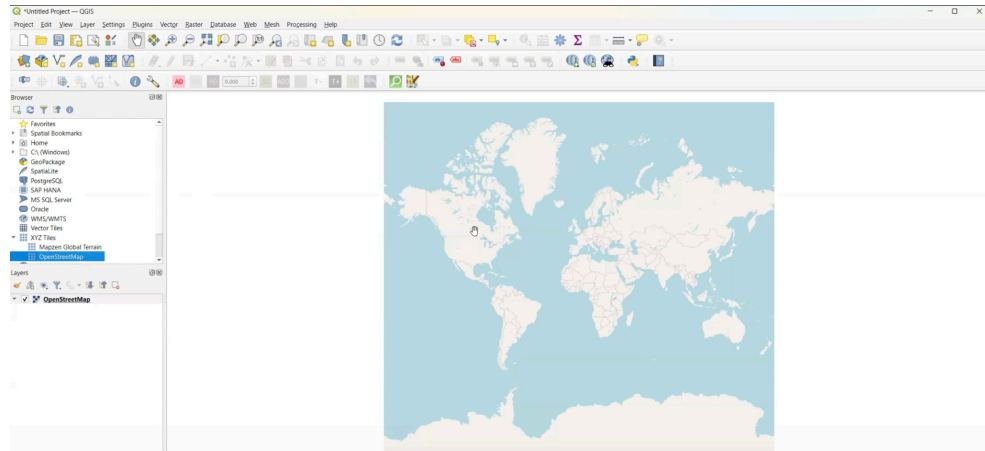 *Untitled Project — QGIS
Project Edit View Layer Settings Plugins Vector Raster Database Web Mesh Processing Help
0.000
Browser
Favorites
Spatial Bookmarks
Home
C:\ (Windows)
GeoPackage
SpatiaLite
PostgreSQL
SAP HANA
MS SQL Server
Oracle
WMS/WMTS
Vector Tiles
XYZ Tiles
Mapzen Global Terrain
OpenStreetMap
Layers
OpenStreetMap